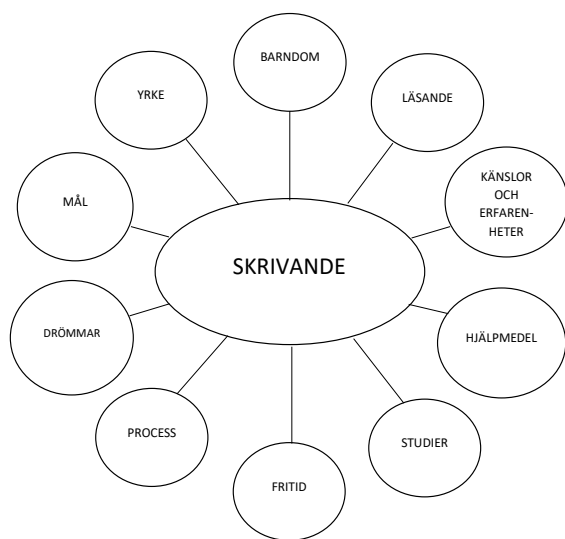 BARNDOM
YRKE
LÄSANDE
KÄNSLOR
OCH
ERFAREN-
HETER
MÅL
SKRIVANDE
DRÖMMAR
HJÄLPMEDEL
PROCESS
STUDIER
FRITID